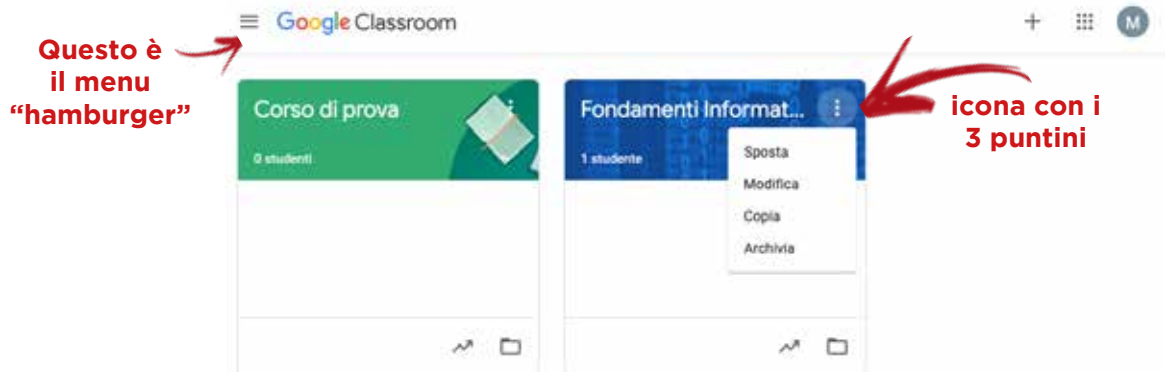 Google Classroom
M
Questo è
il menu
“hamburger”
Corso di prova
0 studenti
Fondamenti Informat...
1 studente
Sposta
Modifica
Copia
Archivia
icona con i
3 puntini